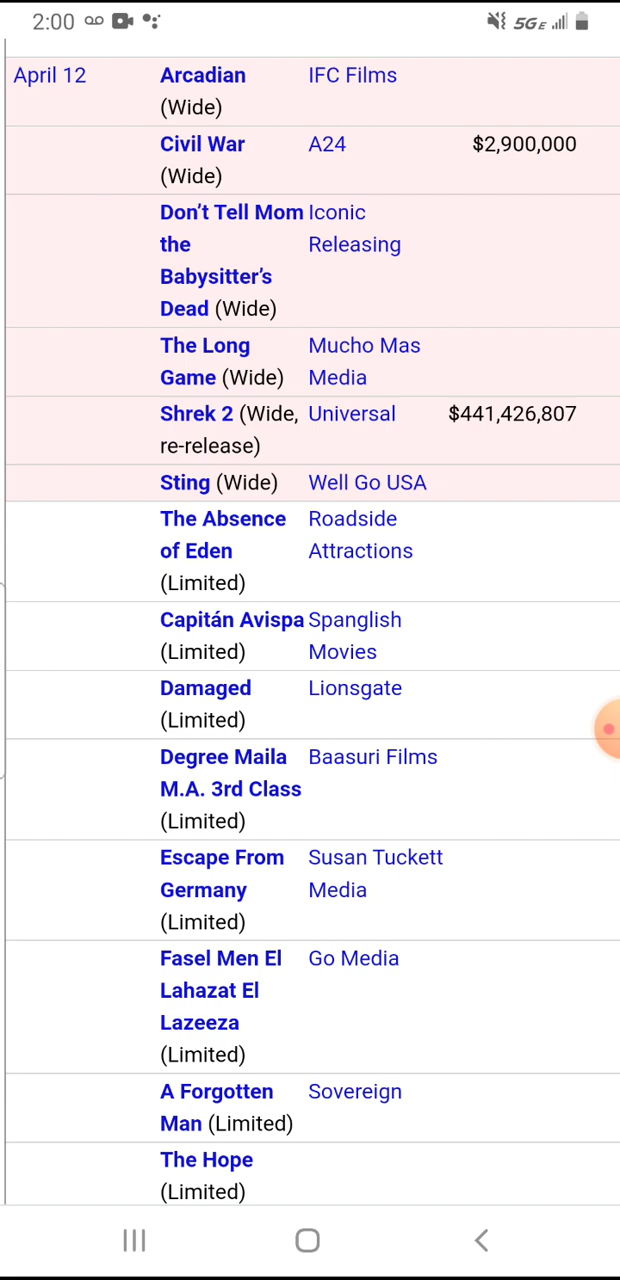 2:00
5GE
April 12 Arcadian IFC Films
(Wide)
Civil War A24 $2,900,000
(Wide)
Don’t Tell Mom Iconic
the Releasing
Babysitter’s
Dead (Wide)
The Long Mucho Mas
Game (Wide) Media
Shrek 2 (Wide, Universal $441,426,807
re-release)
Sting (Wide) Well Go USA
The Absence Roadside
of Eden Attractions
(Limited)
Capitán Avispa Spanglish
(Limited) Movies
Damaged Lionsgate
(Limited)
Degree Maila Baasuri Films
M.A. 3rd Class
(Limited)
Escape From Susan Tuckett
Germany Media
(Limited)
Fasel Men El Go Media
Lahazat El
Lazeeza
(Limited)
A Forgotten Sovereign
Man (Limited)
The Hope
(Limited)